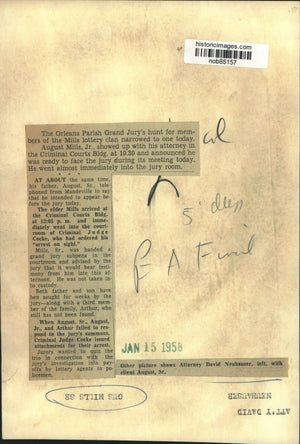 historicimages.com
nob85157
The Orleans Parish Grand Jury's hunt for mem-
bers of the Mills lottery clan narrowed to one today.
August Mills, Jr., showed up with his attorney in
the Criminal Courts Bldg. at 10:30 and announced he
was ready to face the jury during its meeting today.
He went almost immediately into the jury room.
AT ABOUT the same time,
his father, August, Sr., tele-
phoned from Mandeville to say
that he intended to appear be-
fore the jury today.
The elder Mills arrived at
the Criminal Courts Bldg. at
12:05 p. m. and imme-
diately went into the court-
room of Criminal Judge
Cocke, who had ordered his
"arrest on sight."
Mills, Sr., was handed a
grand jury subpena in the
courtroom and advised by the
jury that it would hear testi-
mony from him late this af-
ternoon. He was not taken in-
to custody.
Both father and son have
been sought for weeks by the
jury—along with a third mem-
ber of the family, Arthur, who
still has not been found.
When August, Sr., August,
Jr., and Arthur failed to re-
spond to the jury's summons,
Criminal Judge Cocke issued
attachments for their arrest.
Jurors wanted to quiz the
trio in connection with the
jury's investigation into pay-
offs by lottery agents to po-
licemen.
5" deep
JAN 15 1958
Other picture shows Attorney David Neuhauser, left, with
client August, Sr.
GUS MILLS SR
ATT'Y DAVID
NEUHAUSER